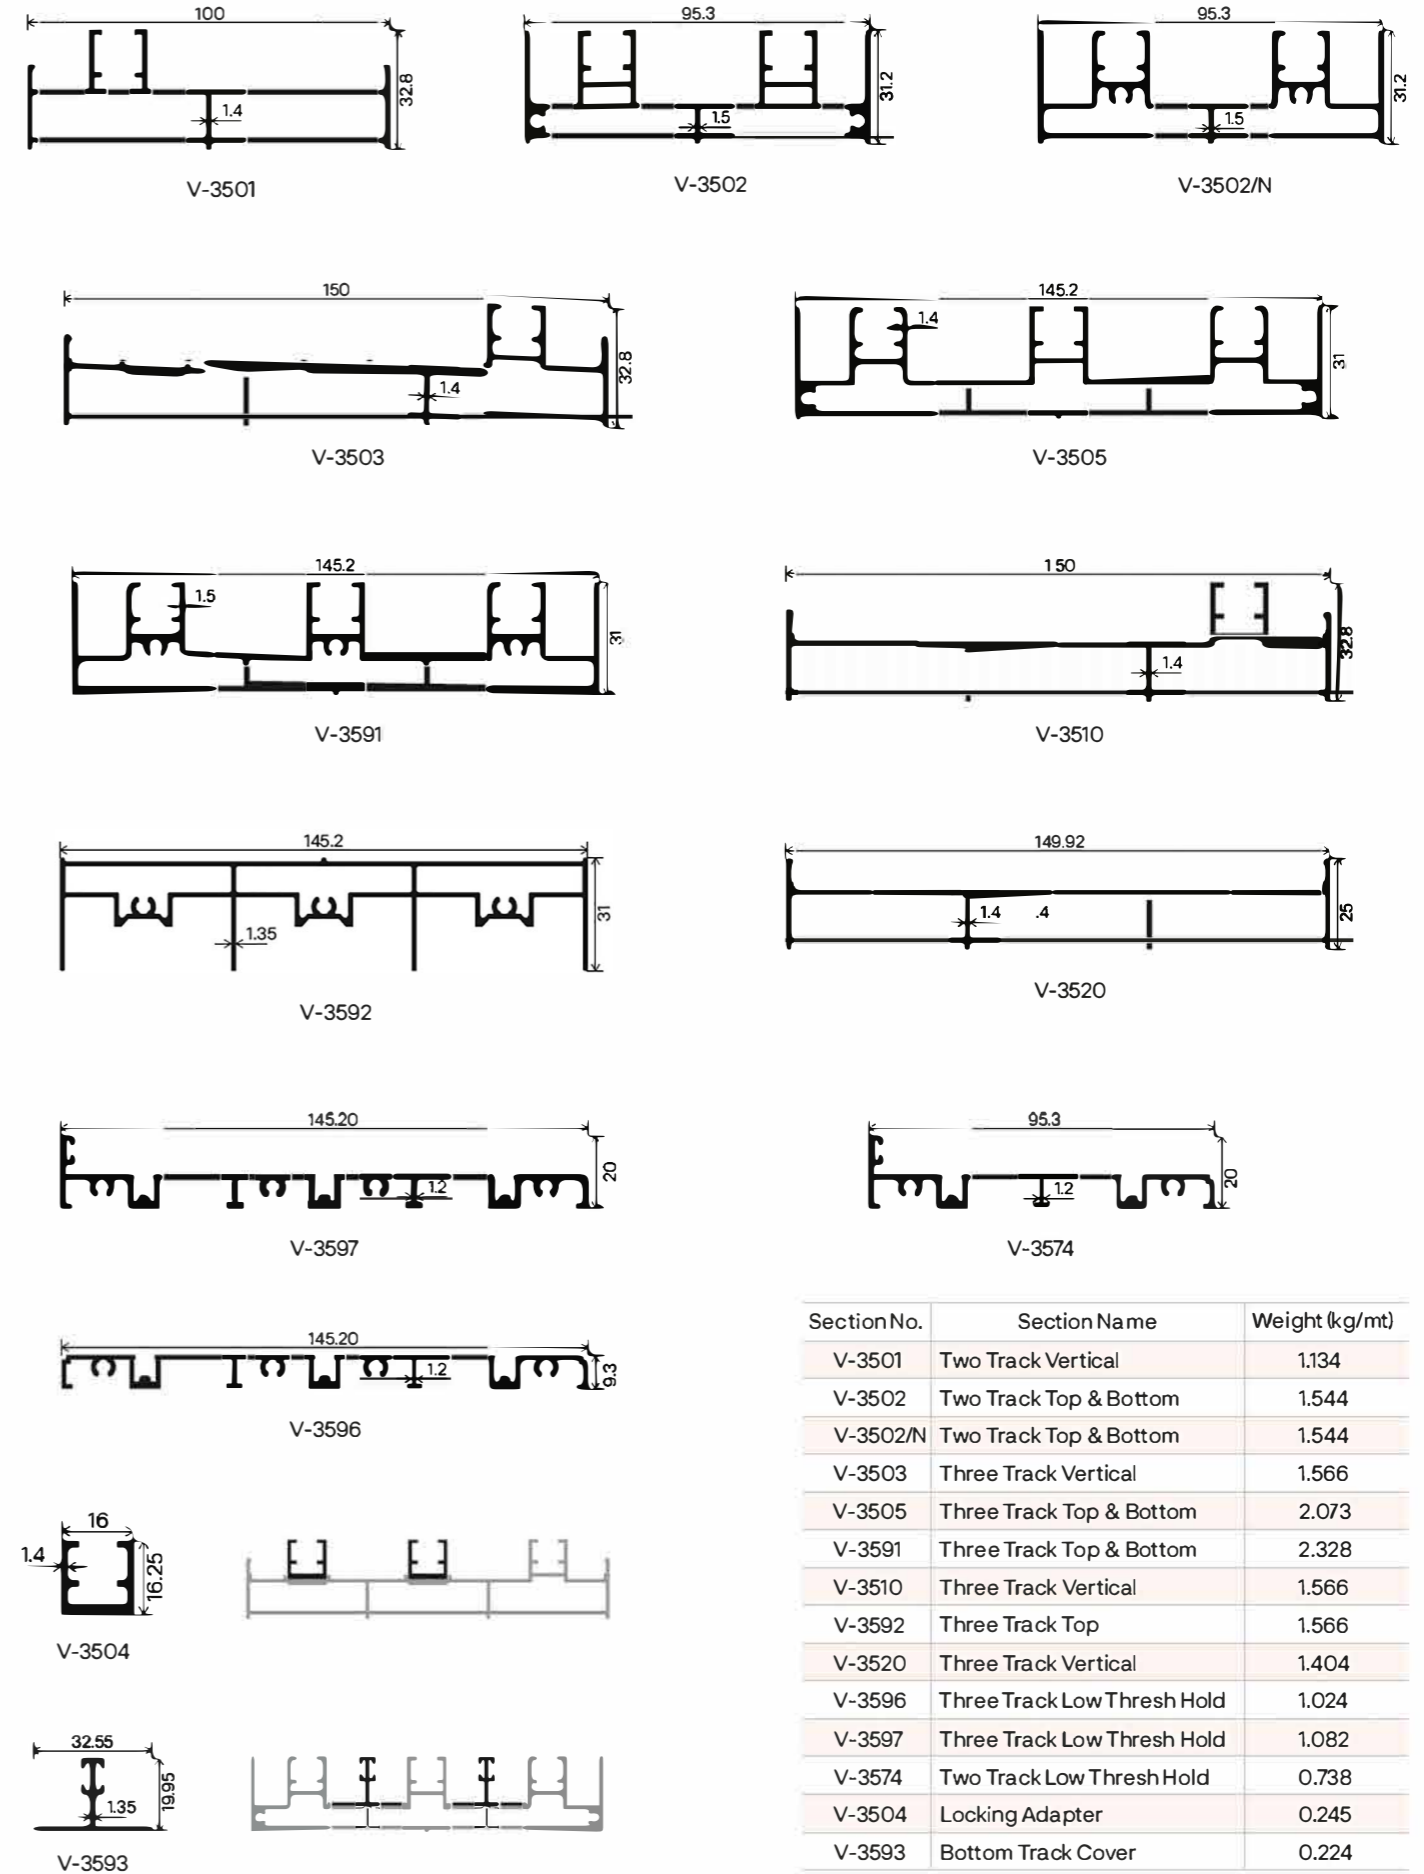 100
32.8
1.4
V-3501
95.3
31.2
1.5
V-3502
95.3
31.2
1.5
V-3502/N
150
32.8
1.4
V-3503
145.2
1.4
31
V-3505
145.2
1.5
31
V-3591
150
32.8
1.4
V-3510
145.2
31
1.35
V-3592
149.92
1.4 .4
25
V-3520
145.20
20
1.2
V-3597
95.3
20
1.2
V-3574
145.20
9.3
1.2
V-3596
16
1.4
16.25
V-3504
32.55
19.95
1.35
V-3593
Section No. Section Name Weight (kg/mt)
V-3501 Two Track Vertical 1.134
V-3502 Two Track Top & Bottom 1.544
V-3502/N Two Track Top & Bottom 1.544
V-3503 Three Track Vertical 1.566
V-3505 Three Track Top & Bottom 2.073
V-3591 Three Track Top & Bottom 2.328
V-3510 Three Track Vertical 1.566
V-3592 Three Track Top 1.566
V-3520 Three Track Vertical 1.404
V-3596 Three Track Low Thresh Hold 1.024
V-3597 Three Track Low Thresh Hold 1.082
V-3574 Two Track Low Thresh Hold 0.738
V-3504 Locking Adapter 0.245
V-3593 Bottom Track Cover 0.224